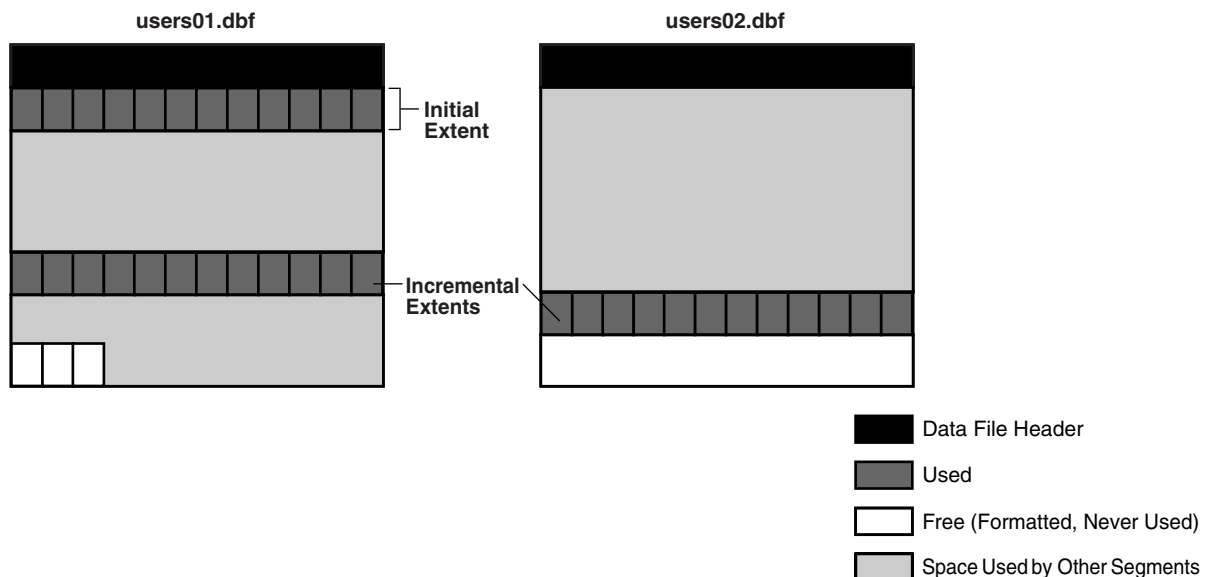 users01.dbf
users02.dbf
Initial
Extent
Incremental
Extents
Data File Header
Used
Free (Formatted, Never Used)
Space Used by Other Segments